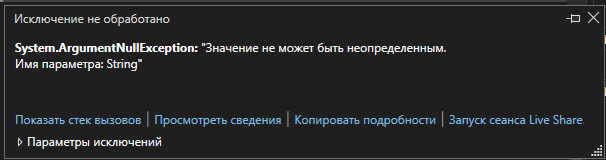 Исключение не обработано
System.ArgumentNullException: "Значение не может быть неопределенным.
Имя параметра: String"
Показать стек вызовов | Просмотреть сведения | Копировать подробности | Запуск сеанса Live Share
Параметры исключений